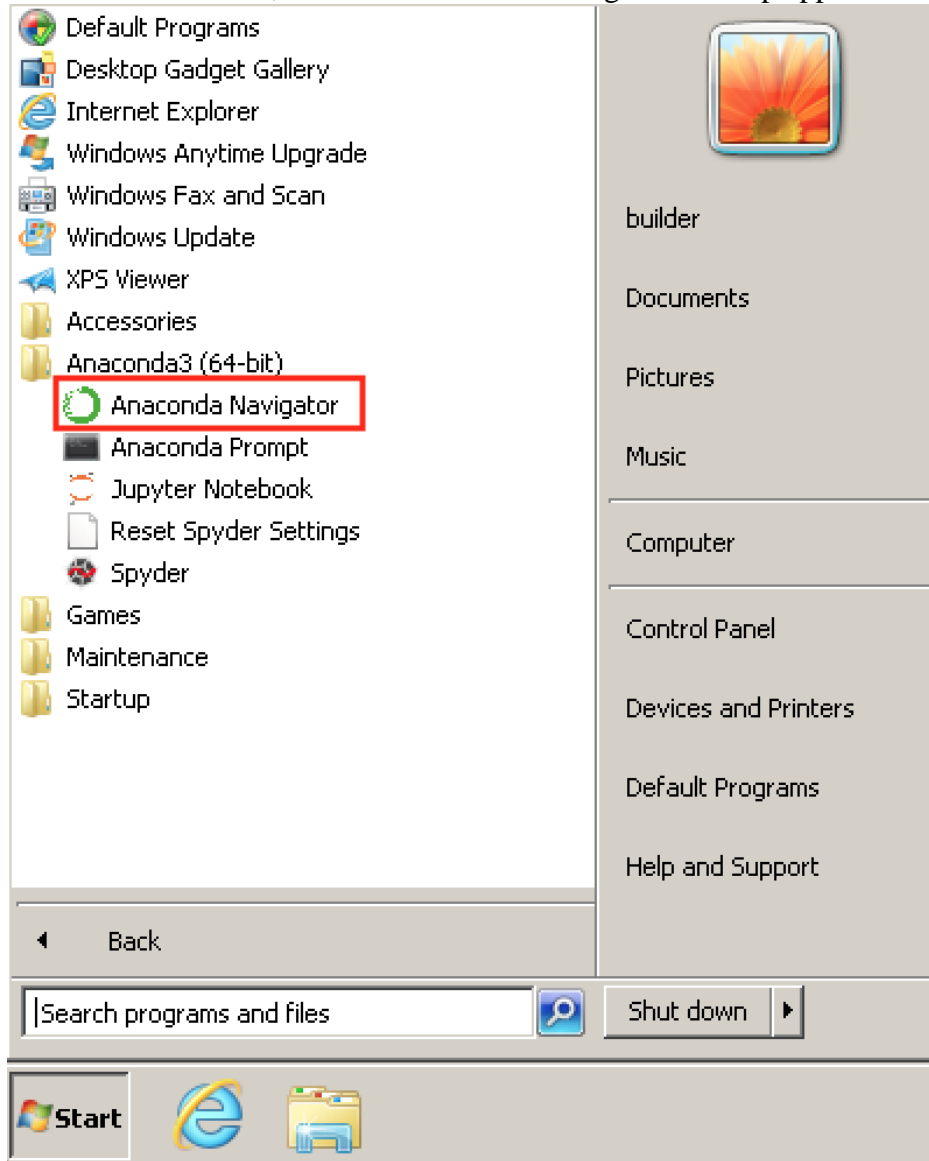 Default Programs
Desktop Gadget Gallery
Internet Explorer
Windows Anytime Upgrade
Windows Fax and Scan
Windows Update
XPS Viewer
Accessories
Anaconda3 (64-bit)
Anaconda Navigator
Anaconda Prompt
Jupyter Notebook
Reset Spyder Settings
Spyder
Games
Maintenance
Startup
Back
Search programs and files
builder
Documents
Pictures
Music
Computer
Control Panel
Devices and Printers
Default Programs
Help and Support
Shut down
Start